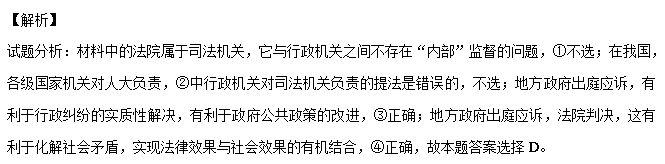 【解析】
试题分析：材料中的法院属于司法机关，它与行政机关之间不存在“内部”监督的问题，①不选；在我国，
各级国家机关对人大负责，②中行政机关对司法机关负责的提法是错误的，不选；地方政府出庭应诉，有
利于行政纠纷的实质性解决，有利于政府公共政策的改进，③正确；地方政府出庭应诉，法院判决，这有
利于化解社会矛盾，实现法律效果与社会效果的有机结合，④正确，故本题答案选择 D。